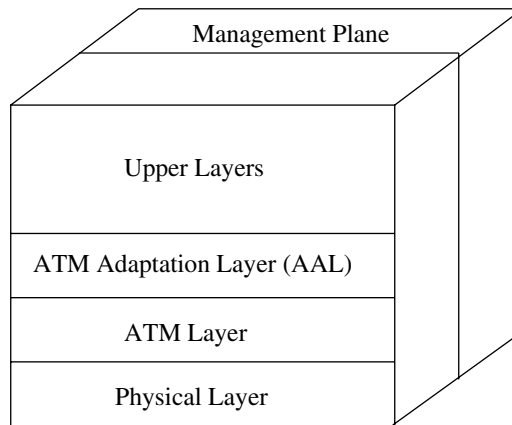 Management Plane
Upper Layers
ATM Adaptation Layer (AAL)
ATM Layer
Physical Layer